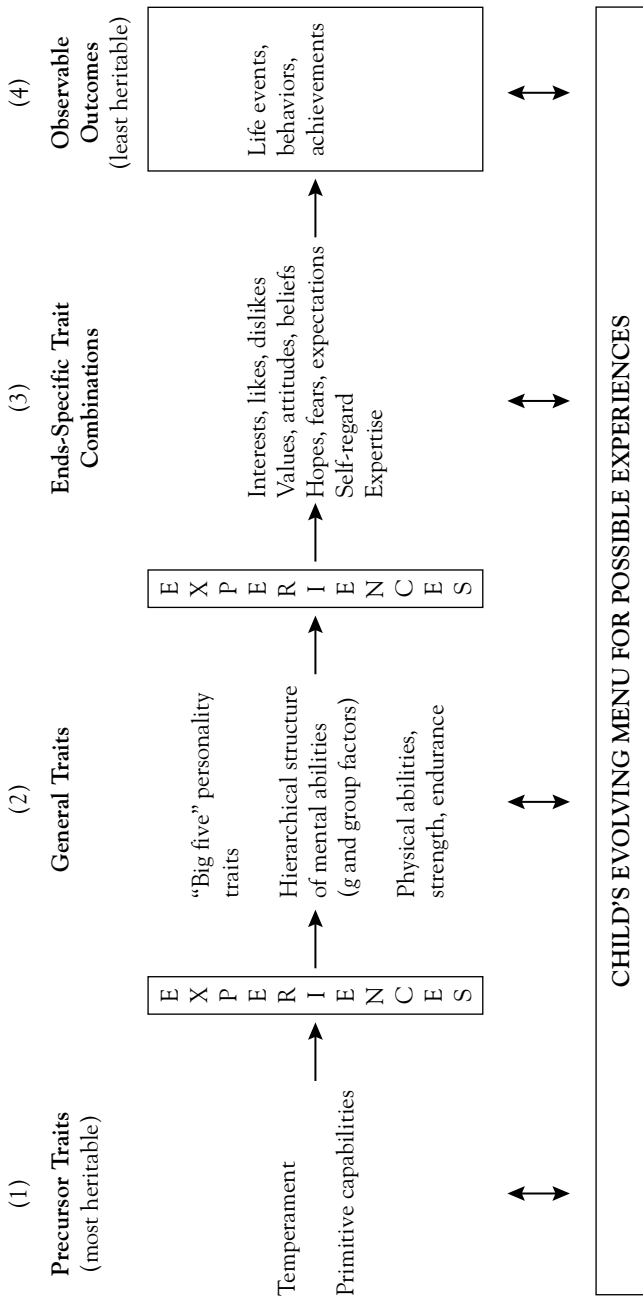 (1)
Precursor Traits
(most heritable)
Temperament
Primitive capabilities
E
X
P
E
R
I
E
N
C
E
S
(2)
General Traits
“Big five” personality
traits
Hierarchical structure
of mental abilities
(g and group factors)
Physical abilities,
strength, endurance
E
X
P
E
R
I
E
N
C
E
S
(3)
Ends-Specific Trait
Combinations
Interests, likes, dislikes
Values, attitudes, beliefs
Hopes, fears, expectations
Self-regard
Expertise
(4)
Observable
Outcomes
(least heritable)
Life events,
behaviors,
achievements
CHILD’S EVOLVING MENU FOR POSSIBLE EXPERIENCES